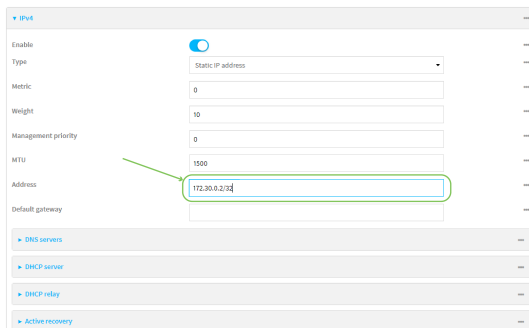 IPv4
Enable
Type Static IP address
Metric 0
Weight 10
Management priority 0
MTU 1500
Address 172.30.0.2/32
Default gateway
DNS servers
DHCP server
DHCP relay
Active recovery